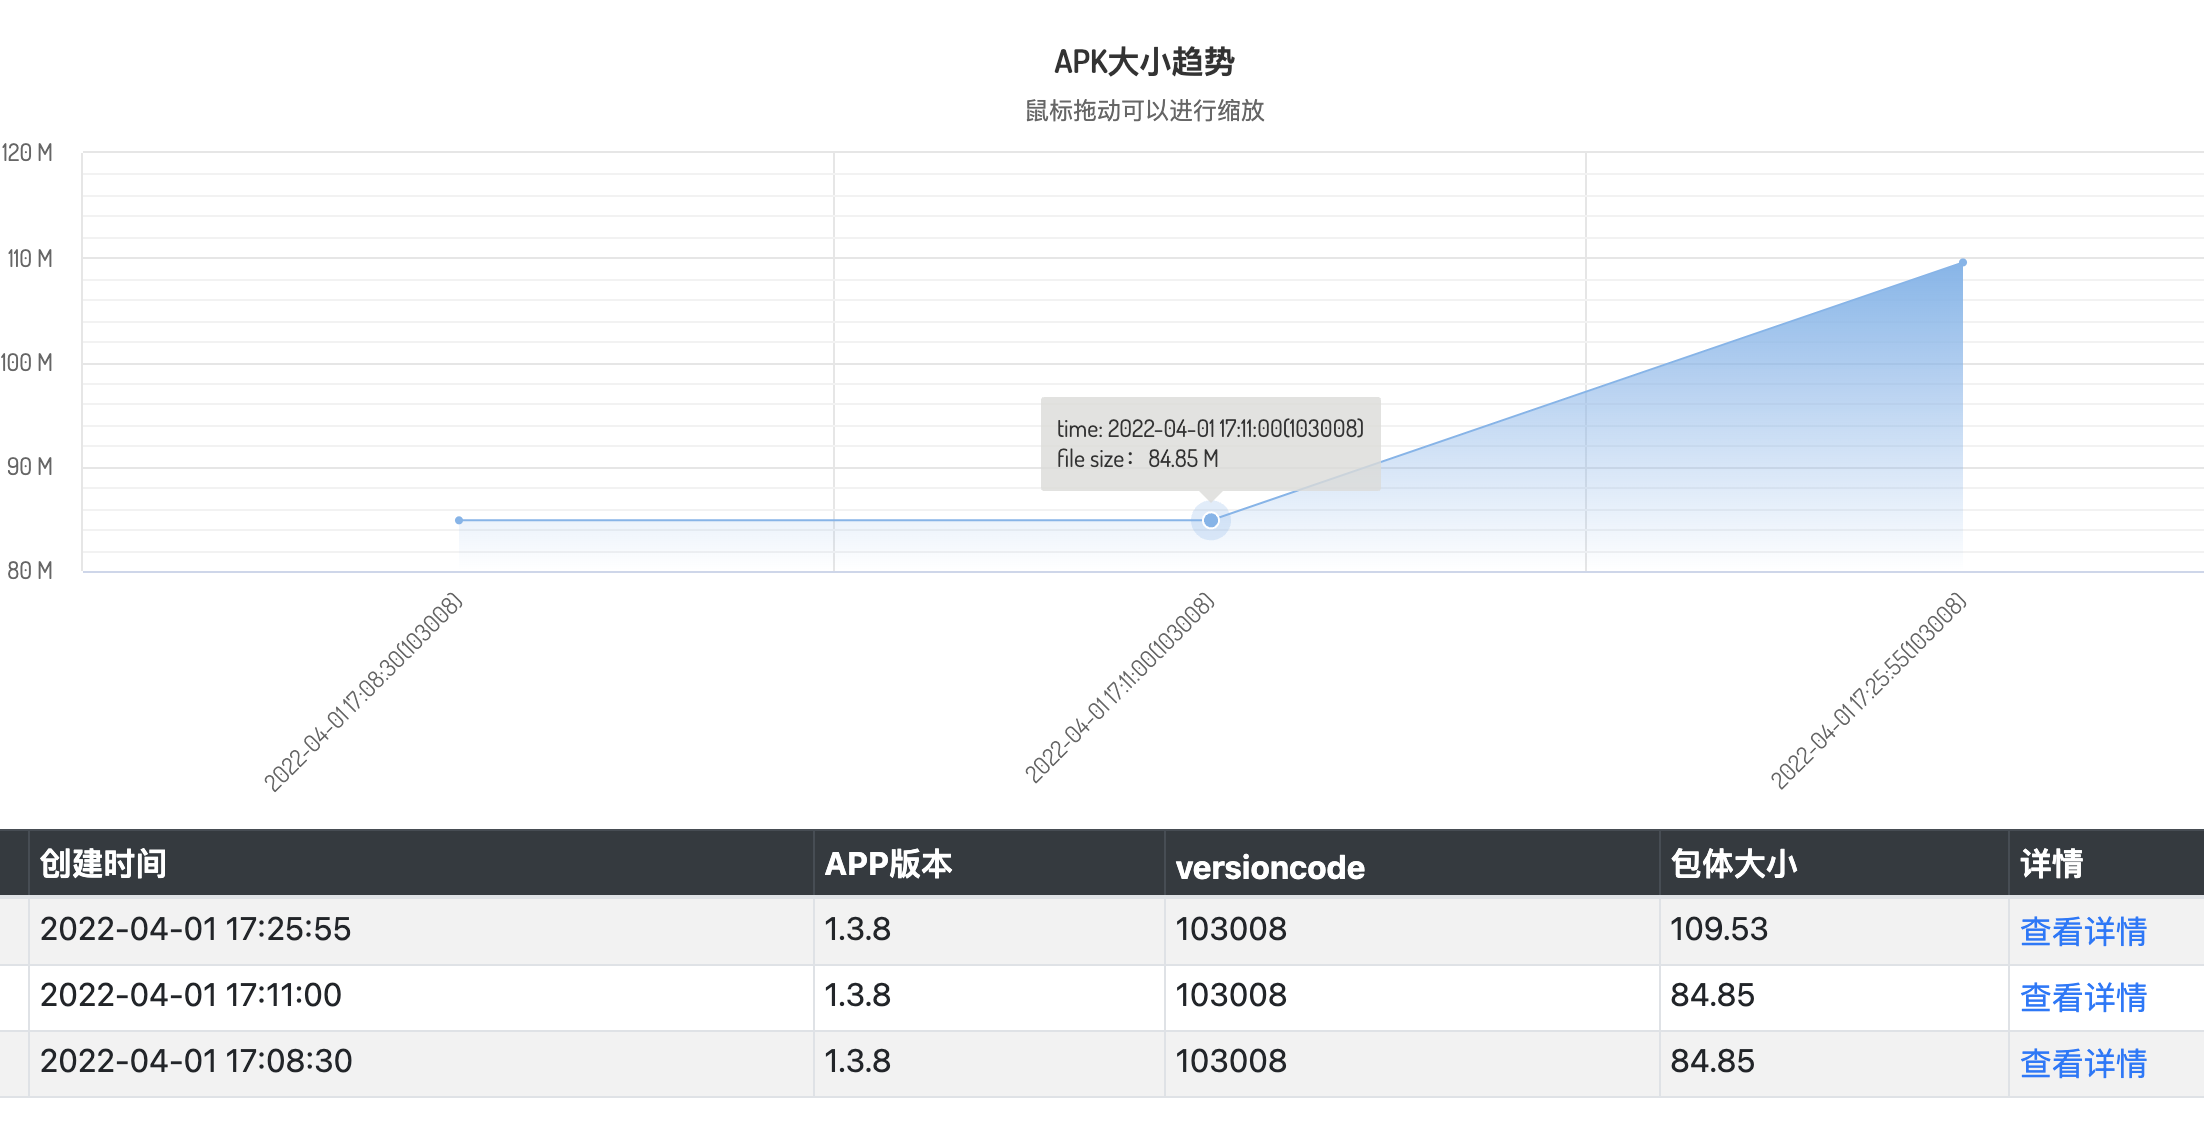 APK大小趋势
鼠标拖动可以进行缩放
120 M
110 M
100 M
90 M
80 M
time: 2022-04-01 17:11:00(103008)
file size： 84.85 M
2022-04-01 17:08:30(103008)
2022-04-01 17:11:00(103008)
2022-04-01 17:25:55(103008)
创建时间 APP版本 versioncode 包体大小 详情
2022-04-01 17:25:55 1.3.8 103008 109.53 查看详情
2022-04-01 17:11:00 1.3.8 103008 84.85 查看详情
2022-04-01 17:08:30 1.3.8 103008 84.85 查看详情